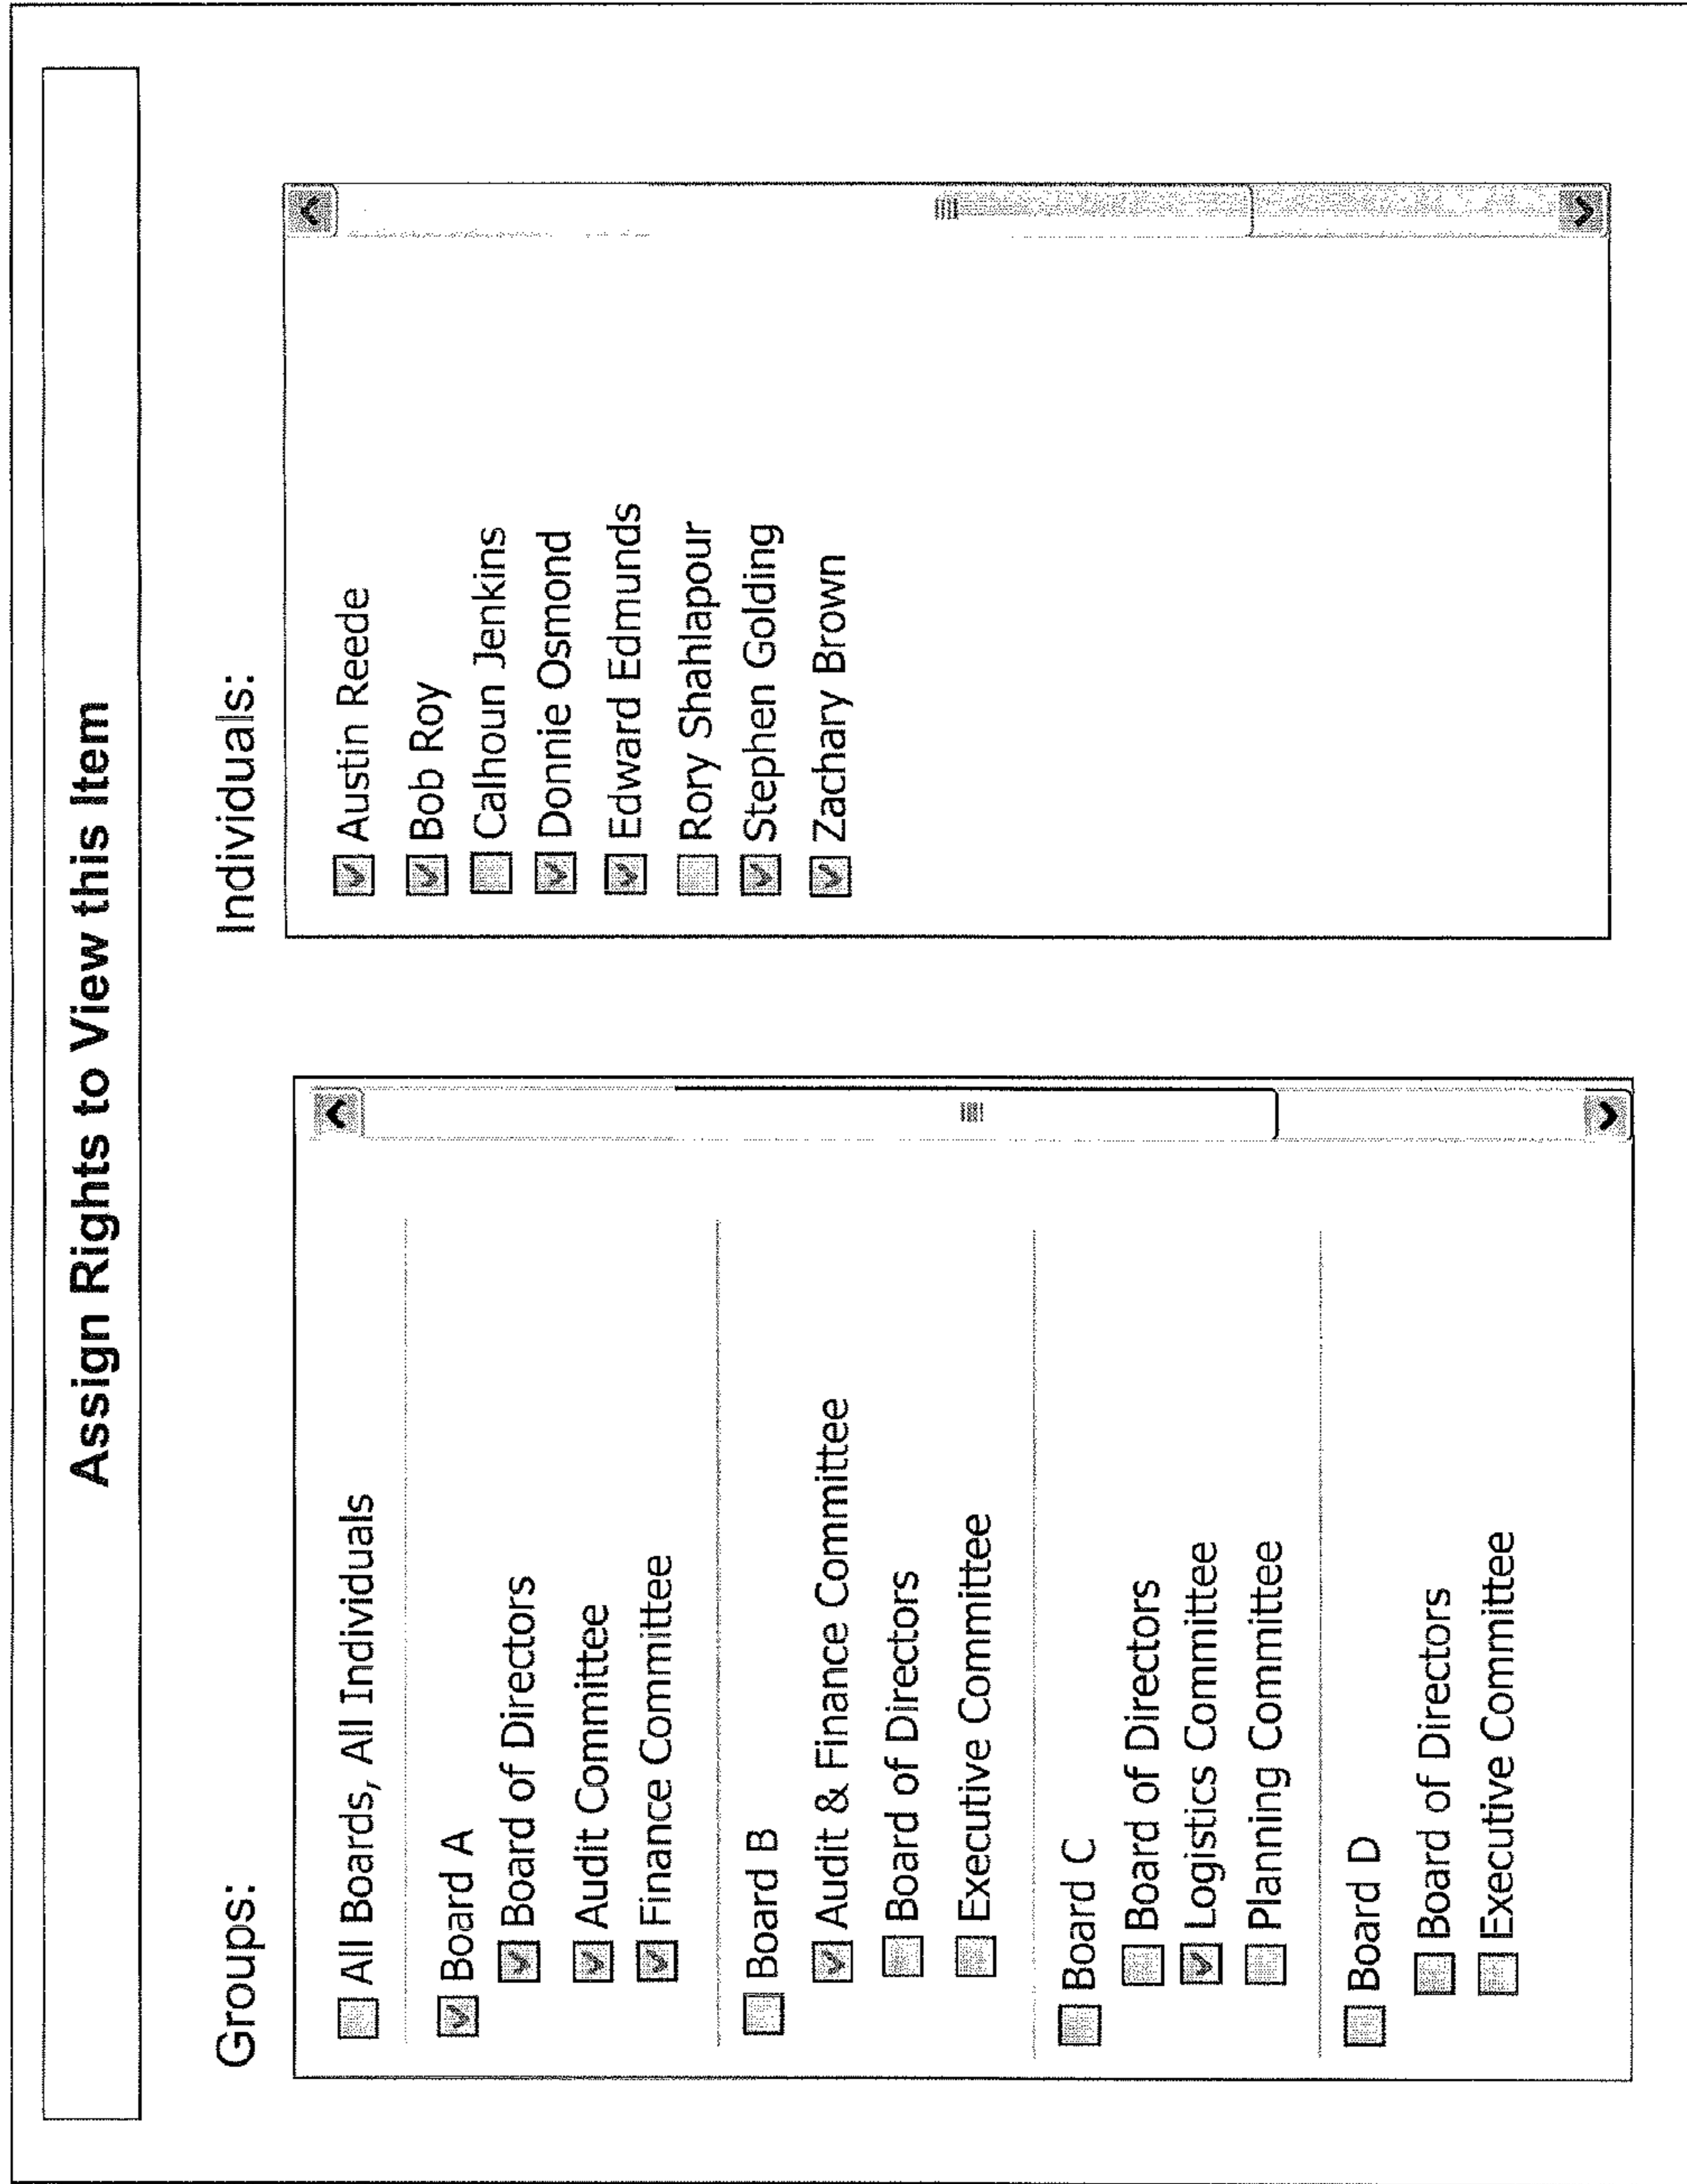 Assign Rights to View this Item
Groups:
All Boards, All Individuals
Board A
Board of Directors
Audit Committee
Finance Committee
Board B
Audit & Finance Committee
Board of Directors
Executive Committee
Board C
Board of Directors
Logistics Committee
Planning Committee
Board D
Board of Directors
Executive Committee
Individuals:
Austin Reede
Bob Roy
Calhoun Jenkins
Donnie Osmond
Edward Edmunds
Rory Shahlapour
Stephen Golding
Zachary Brown